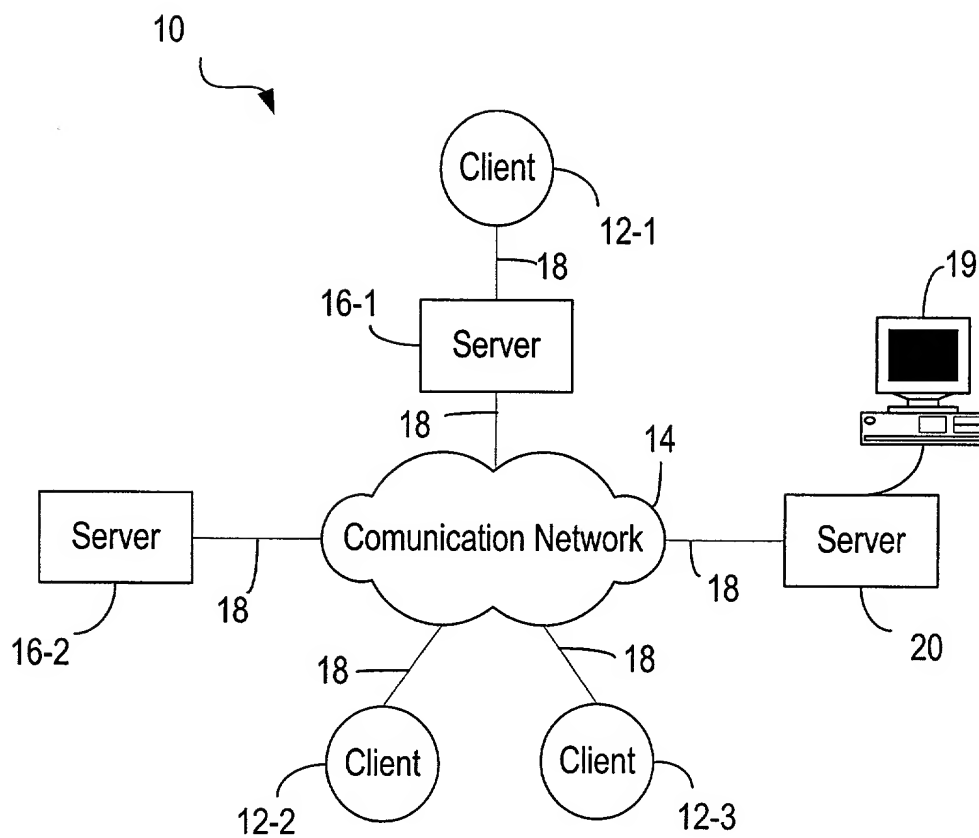 10
Client
12-1
18
19
16-1
Server
18
14
Server
Comunication Network
Server
18
18
16-2
20
18
18
Client
Client
12-2
12-3